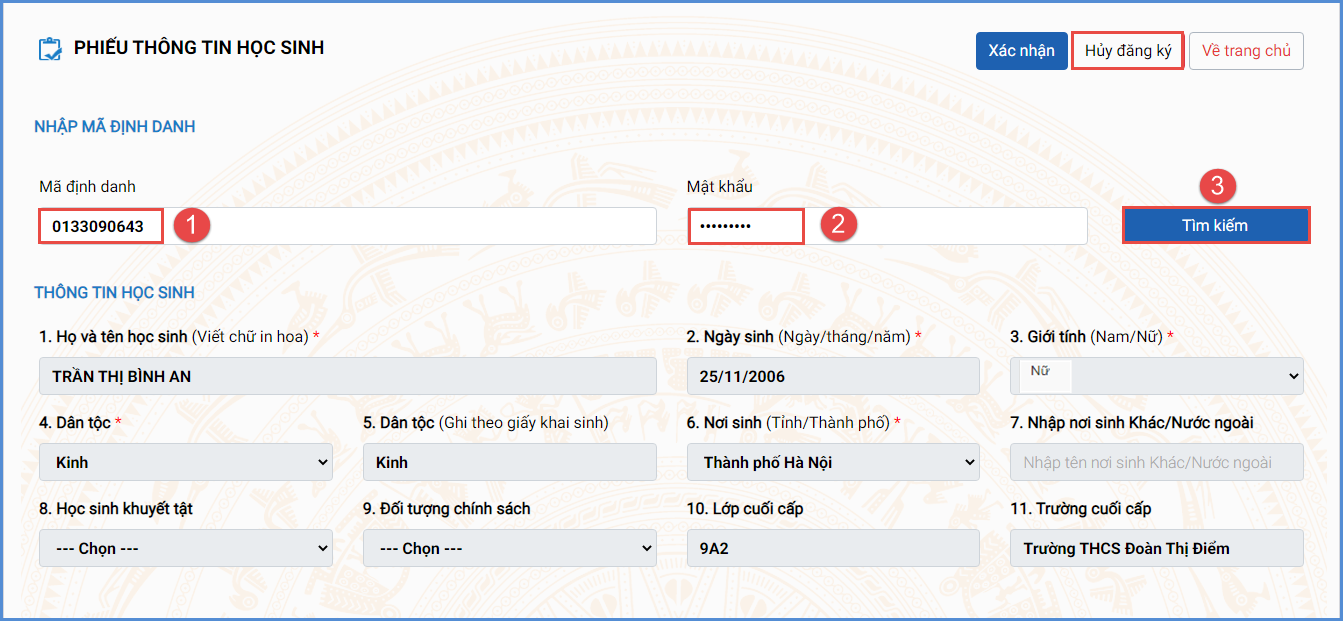 PHIẾU THÔNG TIN HỌC SINH
Xác nhận
Hủy đăng ký
Về trang chủ
NHẬP MÃ ĐỊNH DANH
Mã định danh
Mật khẩu
3
0133090643
1
•••••••••
2
Tìm kiếm
THÔNG TIN HỌC SINH
1. Họ và tên học sinh (Viết chữ in hoa) *
2. Ngày sinh (Ngày/tháng/năm) *
3. Giới tính (Nam/Nữ) *
TRẦN THỊ BÌNH AN
25/11/2006
Nữ
4. Dân tộc *
5. Dân tộc (Ghi theo giấy khai sinh)
6. Nơi sinh (Tỉnh/Thành phố) *
7. Nhập nơi sinh Khác/Nước ngoài
Kinh
Kinh
Thành phố Hà Nội
Nhập tên nơi sinh Khác/Nước ngoài
8. Học sinh khuyết tật
9. Đối tượng chính sách
10. Lớp cuối cấp
11. Trường cuối cấp
--- Chọn ---
--- Chọn ---
9A2
Trường THCS Đoàn Thị Điểm